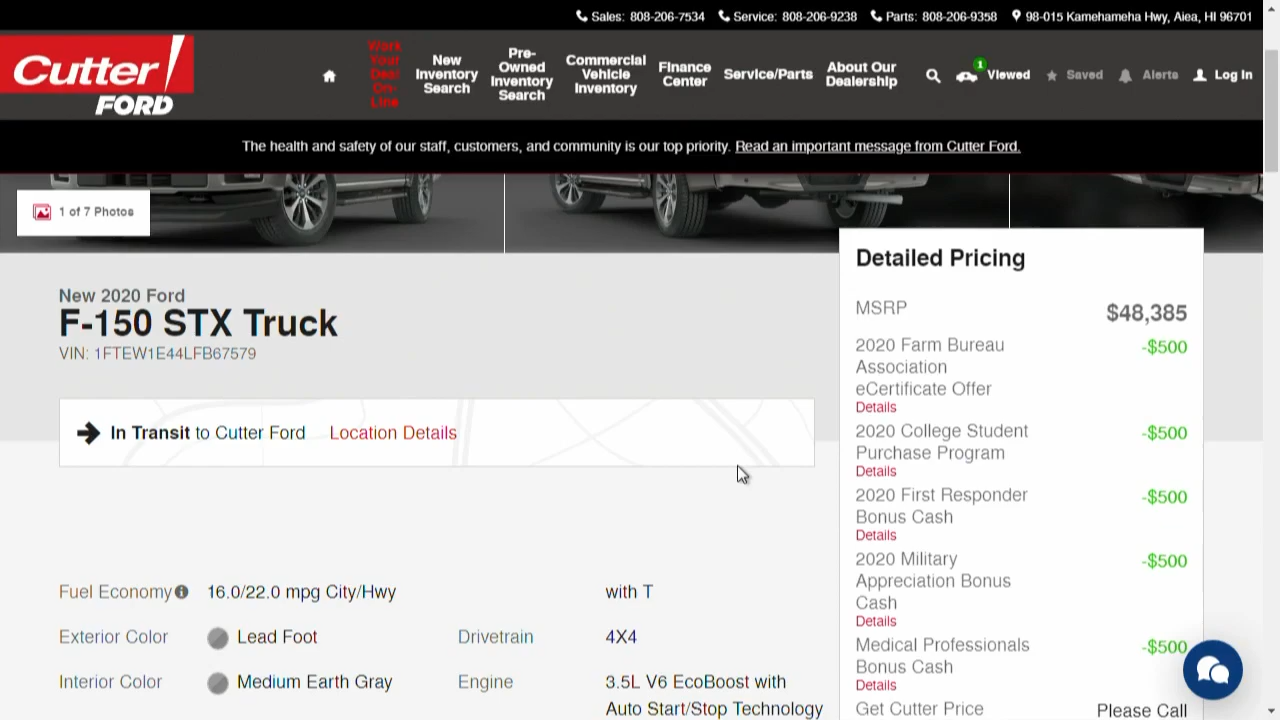 Sales: 808-206-7534 Service: 808-206-9238 Parts: 808-206-9358 98-015 Kamehameha Hwy, Aiea, HI 96701
Cutter!
FORD
Work
Your
Deal
On-
Line
New
Inventory
Search
Pre-
Owned
Inventory
Search
Commercial
Vehicle
Inventory
Finance
Center
Service/Parts
About Our
Dealership
1
Viewed
Saved
Alerts
Log In
The health and safety of our staff, customers, and community is our top priority. Read an important message from Cutter Ford.
1 of 7 Photos
New 2020 Ford
F-150 STX Truck
VIN: 1FTEW1E44LFB67579
In Transit to Cutter Ford Location Details
Fuel Economy 16.0/22.0 mpg City/Hwy
with T
Exterior Color Lead Foot
Drivetrain 4X4
Interior Color Medium Earth Gray
Engine 3.5L V6 EcoBoost with
Auto Start/Stop Technology
Detailed Pricing
MSRP $48,385
2020 Farm Bureau -$500
Association
eCertificate Offer
Details
2020 College Student -$500
Purchase Program
Details
2020 First Responder -$500
Bonus Cash
Details
2020 Military -$500
Appreciation Bonus
Cash
Details
Medical Professionals -$500
Bonus Cash
Details
Get Cutter Price Please Call